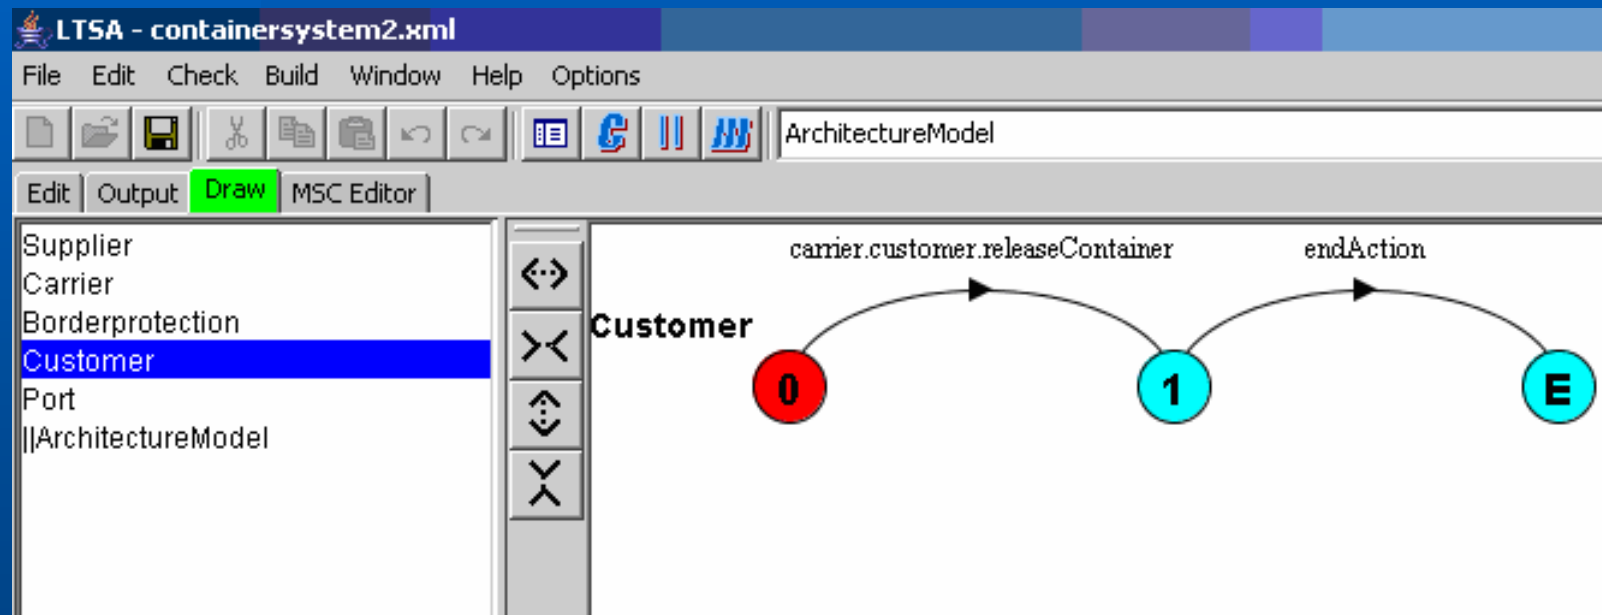 LTSA - containersystem2.xml
File Edit Check Build Window Help Options
ArchitectureModel
Edit Output Draw MSC Editor
Supplier
Carrier
Borderprotection
Customer
Port
||ArchitectureModel
carrier.customer.releaseContainer endAction
Customer
0 1 E